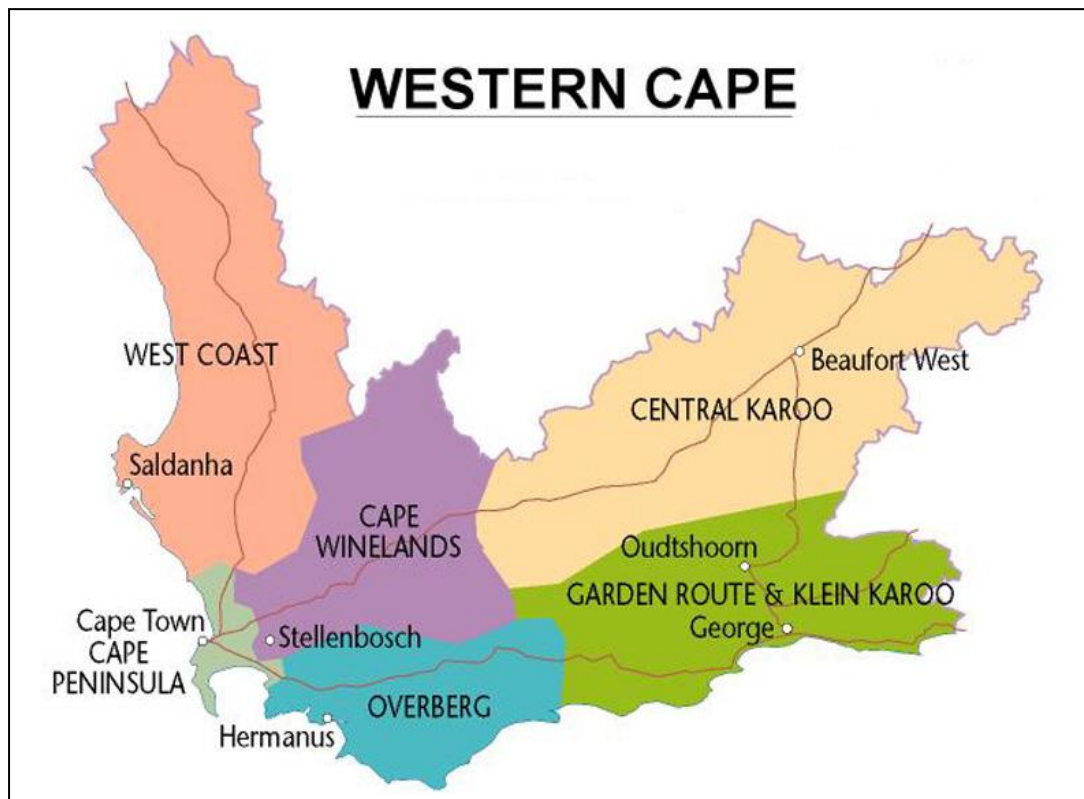 WESTERN CAPE
WEST COAST
Beaufort West
CENTRAL KAROO
Saldanha
CAPE
WINELANDS
Oudtshoorn
GARDEN ROUTE & KLEIN KAROO
George
Cape Town
CAPE
PENINSULA
Stellenbosch
OVERBERG
Hermanus